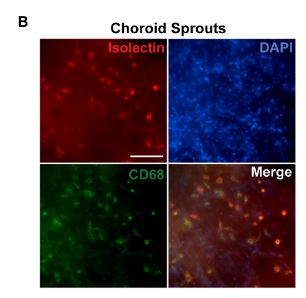 B
Choroid Sprouts
Isolectin
DAPI
CD68
Merge